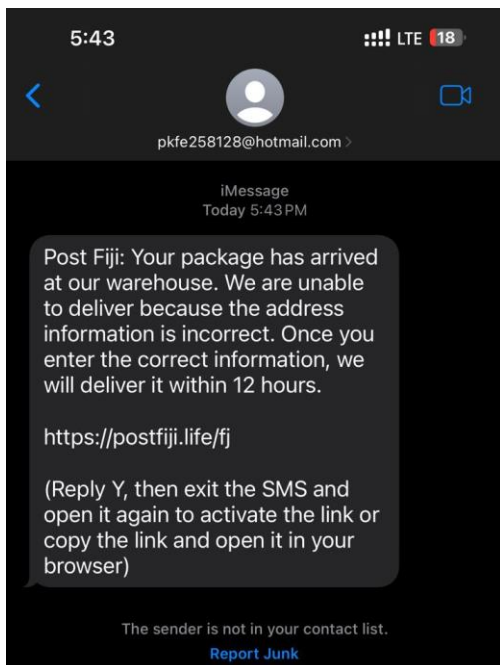 5:43
LTE 18
pkfe258128@hotmail.com >
iMessage
Today 5:43 PM
Post Fiji: Your package has arrived
at our warehouse. We are unable
to deliver because the address
information is incorrect. Once you
enter the correct information, we
will deliver it within 12 hours.
https://postfiji.life/fj
(Reply Y, then exit the SMS and
open it again to activate the link or
copy the link and open it in your
browser)
The sender is not in your contact list.
Report Junk